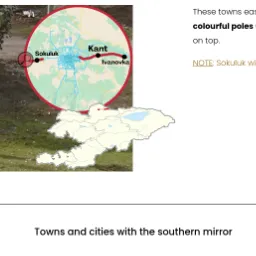 These towns eas
colourful poles
on top.
NOTE: Sokuluk wi
Sokuluk
Kant
Ivanovka
Towns and cities with the southern mirror